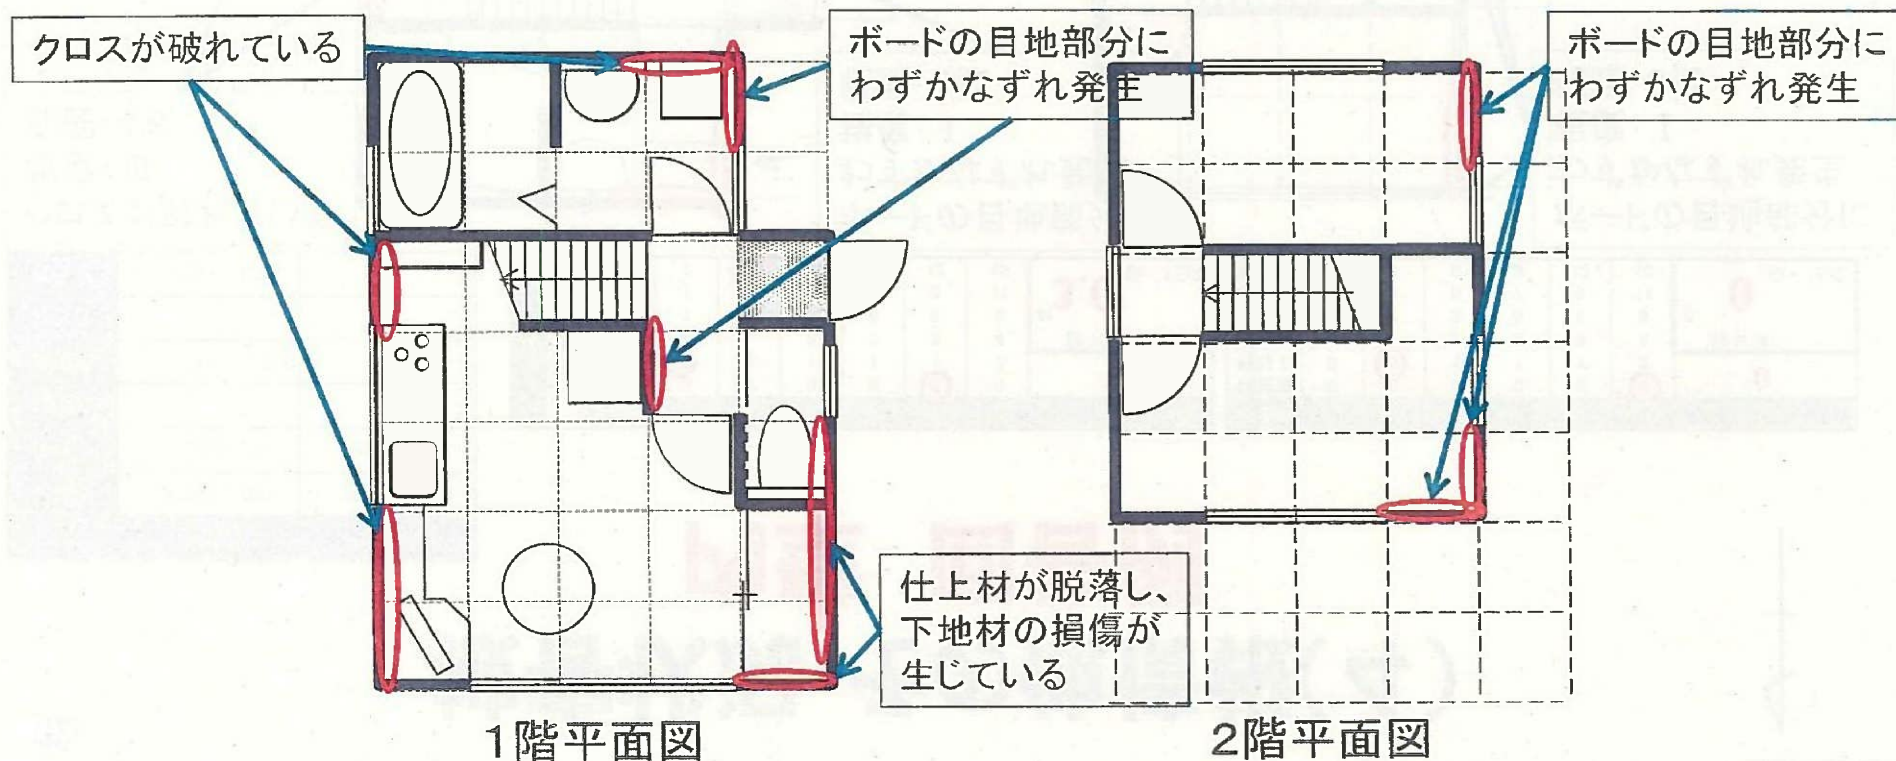 クロスが破れている
ボードの目地部分に
わずかなずれ発生
ボードの目地部分に
わずかなずれ発生
仕上材が脱落し、
下地材の損傷が
生じている
1階平面図
2階平面図